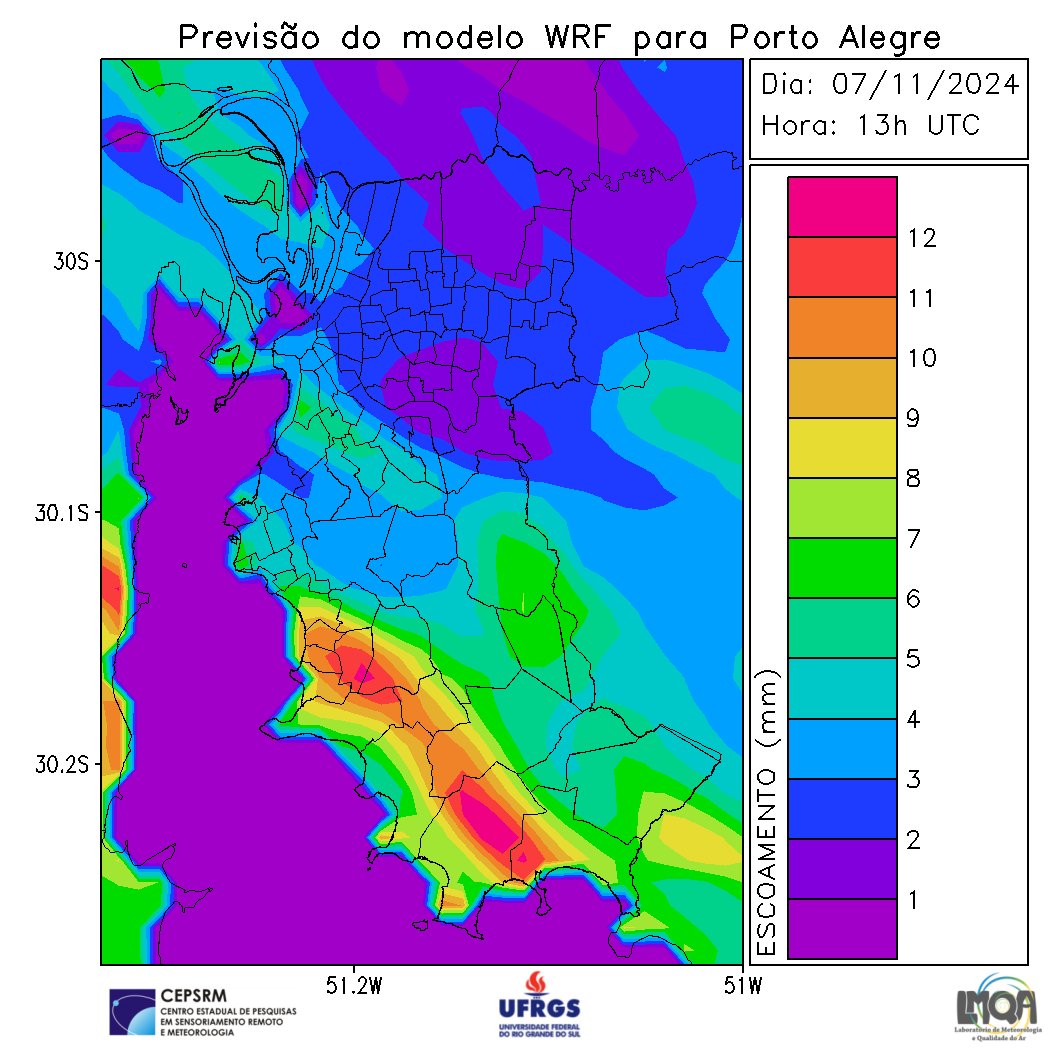 Previsão do modelo WRF para Porto Alegre
Dia: 07/11/2024
Hora: 13h UTC
30S
30.1S
30.2S
51.2W
51W
12
11
10
9
8
7
6
5
4
3
2
1
ESCOAMENTO (mm)
CEPSRM
CENTRO ESTADUAL DE PESQUISAS
EM SENSORIAMENTO REMOTO
E METEOROLOGIA
UFRGS
UNIVERSIDADE FEDERAL
DO RIO GRANDE DO SUL
LMQA
Laboratório de Meteorologia
e Qualidade do Ar